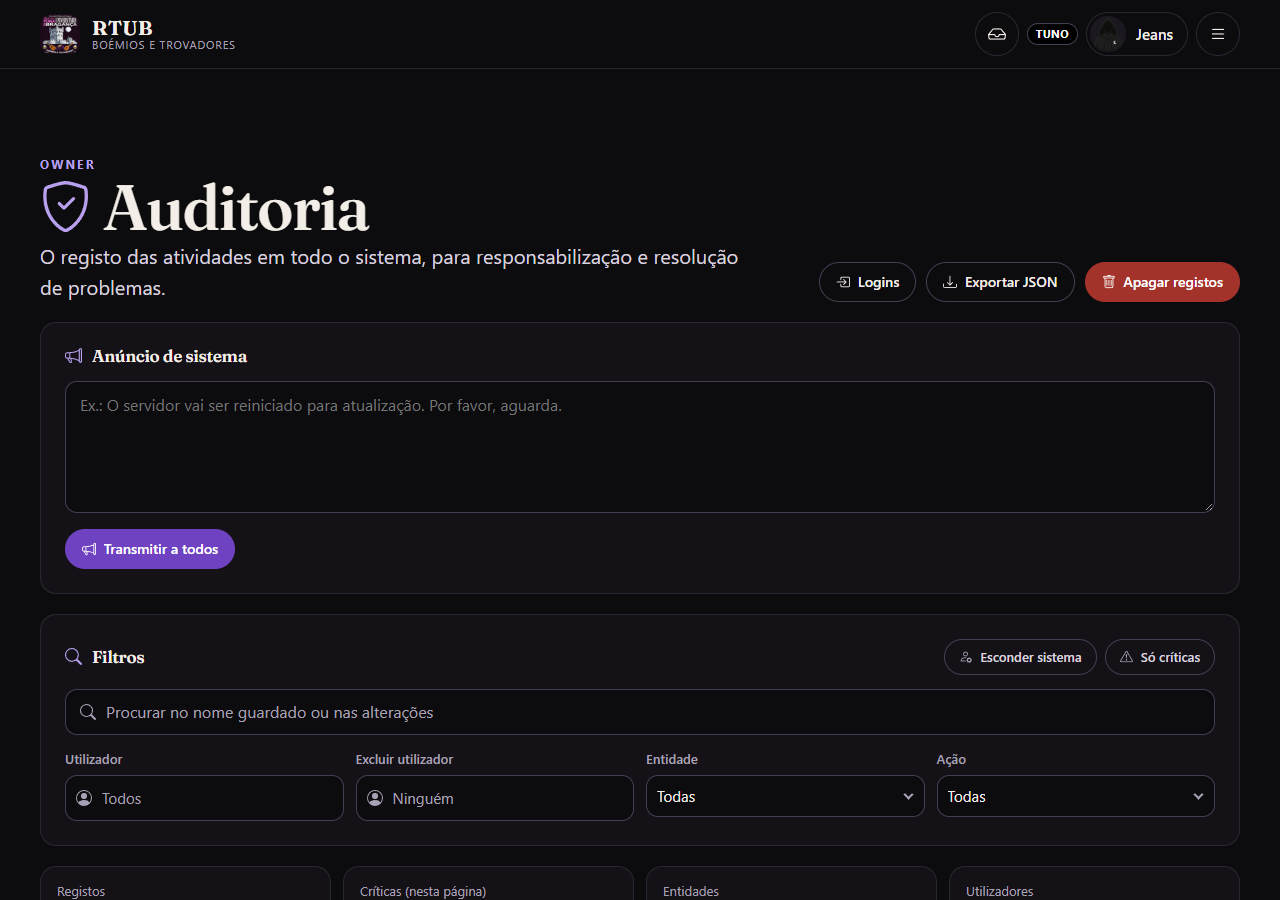 BRAGANÇA
RTUB
BOÉMIOS E TROVADORES
TUNO
Jeans
OWNER
Auditoria
O registo das atividades em todo o sistema, para responsabilização e resolução
de problemas.
Logins
Exportar JSON
Apagar registos
Anúncio de sistema
Ex.: O servidor vai ser reiniciado para atualização. Por favor, aguarda.
Transmitir a todos
Filtros
Esconder sistema
Só críticas
Procurar no nome guardado ou nas alterações
Utilizador
Excluir utilizador
Entidade
Ação
Todos
Ninguém
Todas
Todas
Registos
Críticas (nesta página)
Entidades
Utilizadores